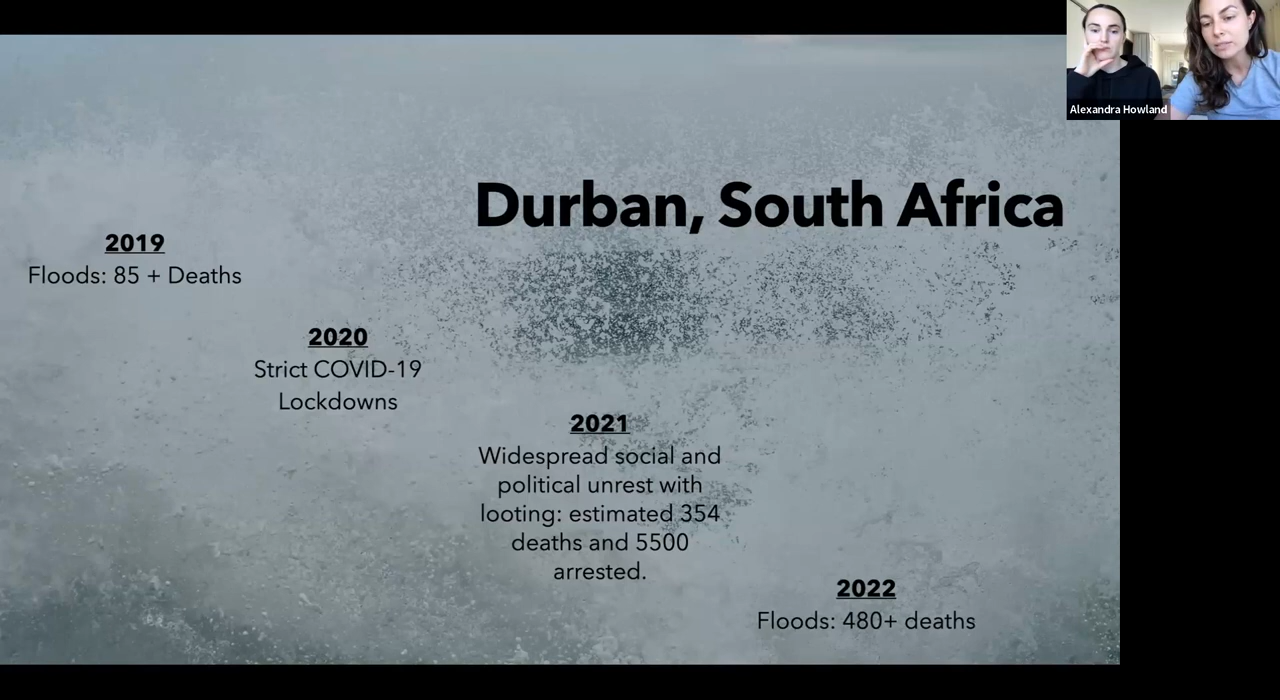 Alexandra Howland
Durban, South Africa
2019
Floods: 85 + Deaths
2020
Strict COVID-19
Lockdowns
2021
Widespread social and
political unrest with
looting: estimated 354
deaths and 5500
arrested.
2022
Floods: 480+ deaths